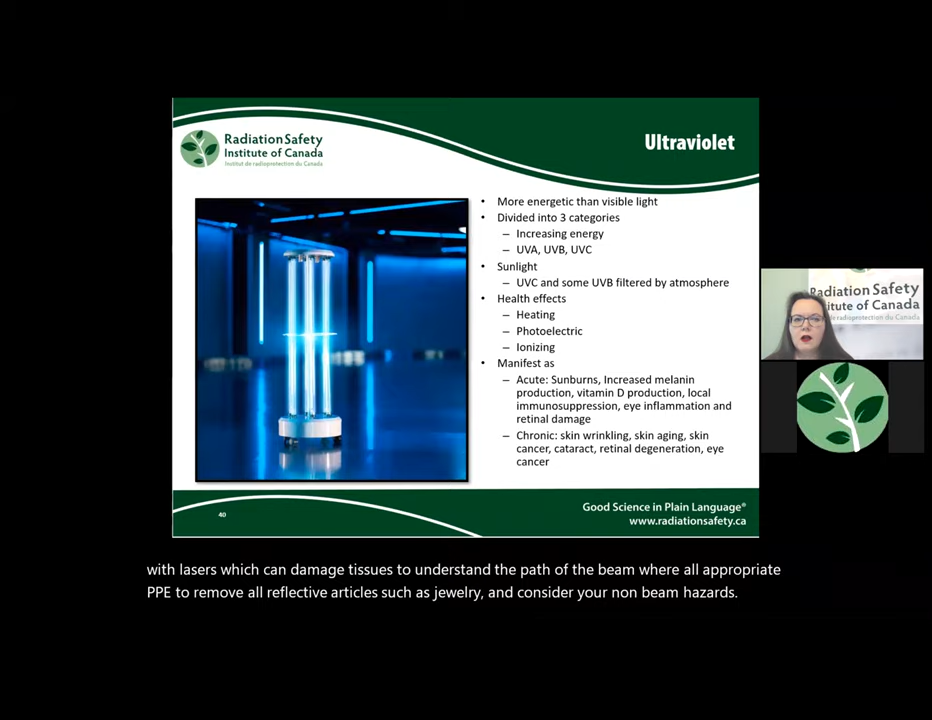 Radiation Safety
Institute of Canada
Institut de radioprotection du Canada
Ultraviolet
• More energetic than visible light
• Divided into 3 categories
– Increasing energy
– UVA, UVB, UVC
• Sunlight
– UVC and some UVB filtered by atmosphere
• Health effects
– Heating
– Photoelectric
– Ionizing
• Manifest as
– Acute: Sunburns, Increased melanin
production, vitamin D production, local
immunosuppression, eye inflammation and
retinal damage
– Chronic: skin wrinkling, skin aging, skin
cancer, cataract, retinal degeneration, eye
cancer
40
Good Science in Plain Language®
www.radiationsafety.ca
Radiation Safety
itute of Canada
de radioprotection du Canada
with lasers which can damage tissues to understand the path of the beam where all appropriate
PPE to remove all reflective articles such as jewelry, and consider your non beam hazards.